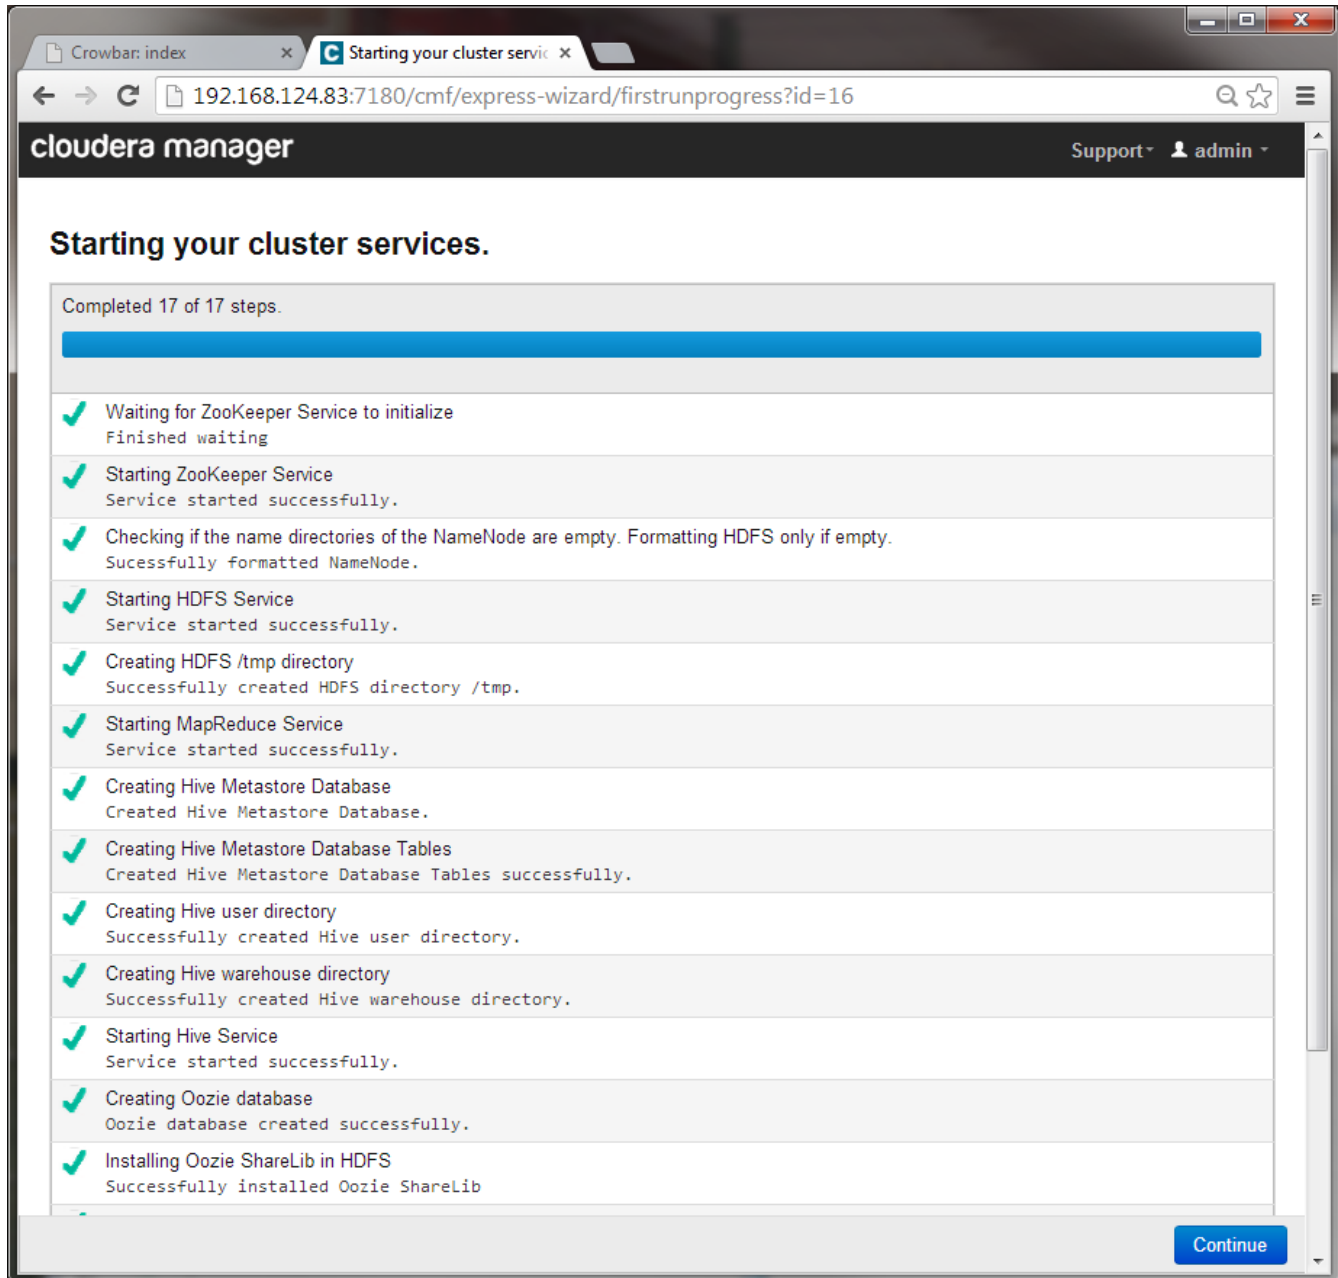 Crowbar: index
Starting your cluster servic
192.168.124.83:7180/cmf/express-wizard/firstrunprogress?id=16
cloudera manager
Support admin
Starting your cluster services.
Completed 17 of 17 steps.
Waiting for ZooKeeper Service to initialize
Finished waiting
Starting ZooKeeper Service
Service started successfully.
Checking if the name directories of the NameNode are empty. Formatting HDFS only if empty.
Sucessfully formatted NameNode.
Starting HDFS Service
Service started successfully.
Creating HDFS /tmp directory
Successfully created HDFS directory /tmp.
Starting MapReduce Service
Service started successfully.
Creating Hive Metastore Database
Created Hive Metastore Database.
Creating Hive Metastore Database Tables
Created Hive Metastore Database Tables successfully.
Creating Hive user directory
Successfully created Hive user directory.
Creating Hive warehouse directory
Successfully created Hive warehouse directory.
Starting Hive Service
Service started successfully.
Creating Oozie database
Oozie database created successfully.
Installing Oozie ShareLib in HDFS
Successfully installed Oozie ShareLib
Continue